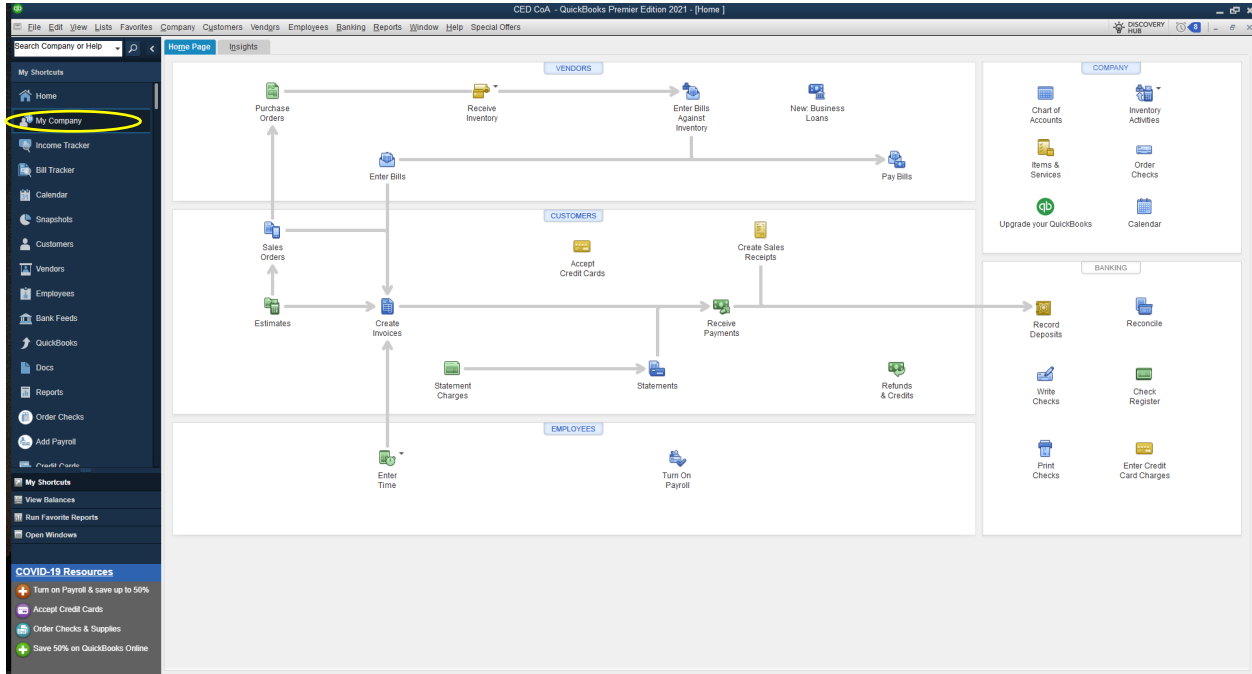 CED CoA - QuickBooks Premier Edition 2021 - [Home ]
File Edit View Lists Favorites Company Customers Vendors Employees Banking Reports Window Help Special Offers
DISCOVERY
HUB
8
Search Company or Help
Home Page
Insights
My Shortcuts
Home
My Company
Income Tracker
Bill Tracker
Calendar
Snapshots
Customers
Vendors
Employees
Bank Feeds
QuickBooks
Docs
Reports
Order Checks
Add Payroll
Credit Cards
My Shortcuts
View Balances
Run Favorite Reports
Open Windows
COVID-19 Resources
Turn on Payroll & save up to 50%
Accept Credit Cards
Order Checks & Supplies
Save 50% on QuickBooks Online
VENDORS
Purchase
Orders
Receive
Inventory
Enter Bills
Against
Inventory
New: Business
Loans
Enter Bills
Pay Bills
CUSTOMERS
Sales
Orders
Accept
Credit Cards
Create Sales
Receipts
Estimates
Create
Invoices
Receive
Payments
Statement
Charges
Statements
Refunds
& Credits
EMPLOYEES
Enter
Time
Turn On
Payroll
COMPANY
Chart of
Accounts
Inventory
Activities
Items &
Services
Order
Checks
qb
Upgrade your QuickBooks
Calendar
BANKING
Record
Deposits
Reconcile
Write
Checks
Check
Register
Print
Checks
Enter Credit
Card Charges